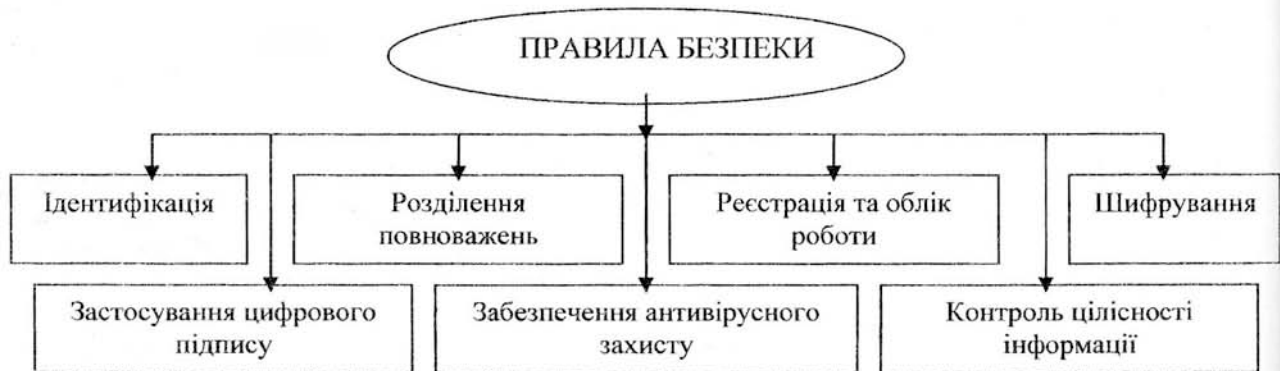 ПРАВИЛА БЕЗПЕКИ
Ідентифікація
Розділення
повноважень
Реєстрація та облік
роботи
Шифрування
Застосування цифрового
підпису
Забезпечення антивірусного
захисту
Контроль цілісності
інформації